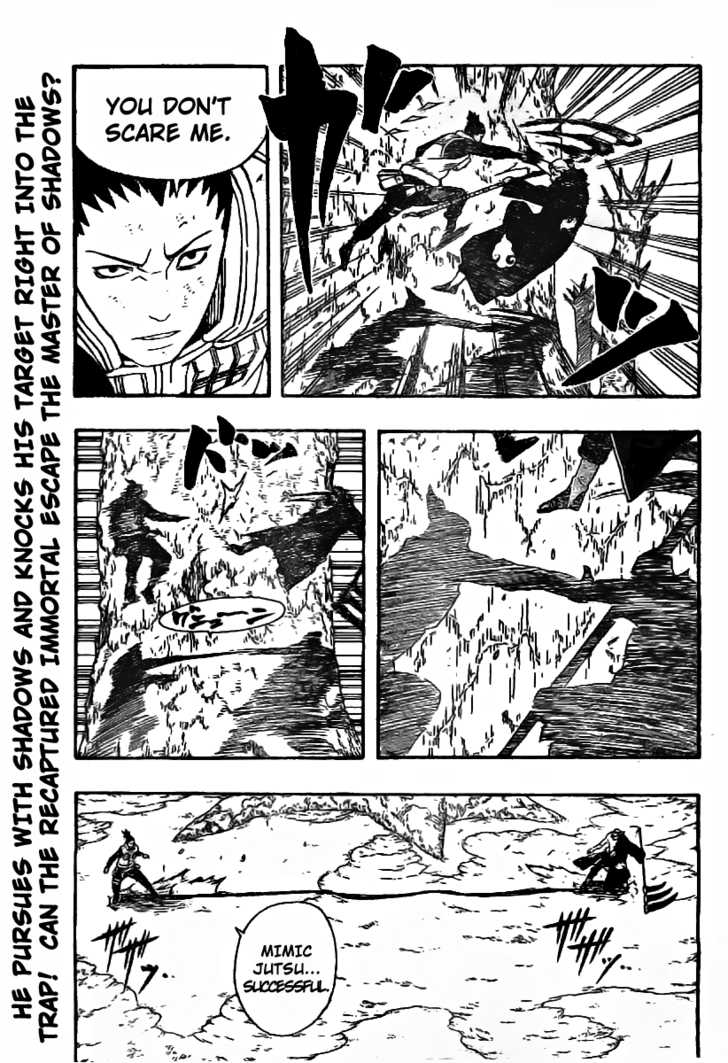 HE PURSUES WITH SHADOWS AND KNOCKS HIS TARGET RIGHT INTO THE
TRAP! CAN THE RECAPTURED IMMORTAL ESCAPE THE MASTER OF SHADOWS?
YOU DON'T
SCARE ME.
MIMIC
JUTSU...
SUCCESSFUL.